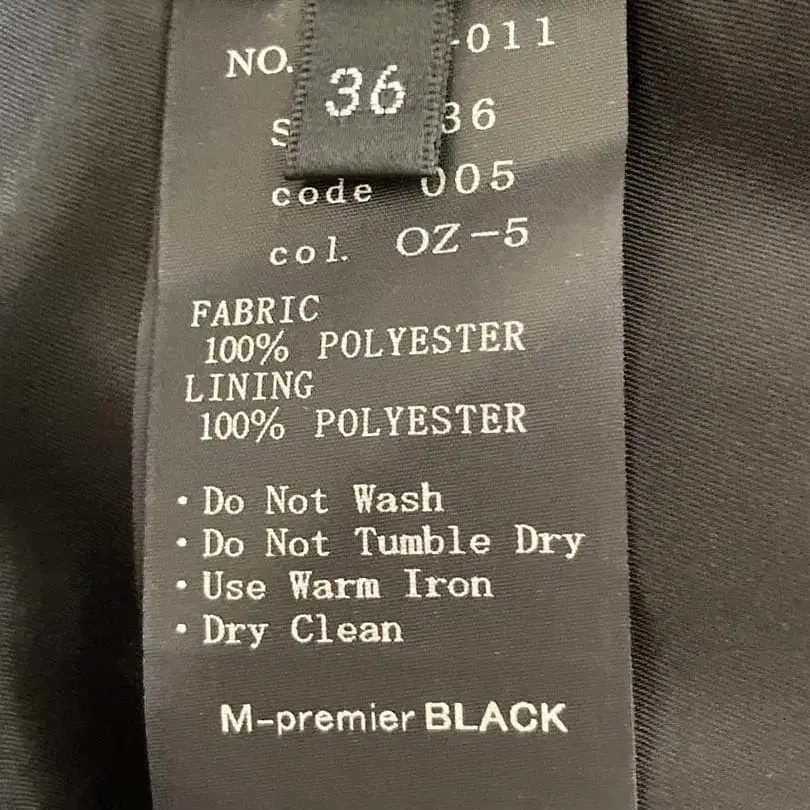 NO. -011
36
36
code 005
col. OZ-5
FABRIC
100% POLYESTER
LINING
100% POLYESTER
・Do Not Wash
・Do Not Tumble Dry
・Use Warm Iron
・Dry Clean
M-premier BLACK